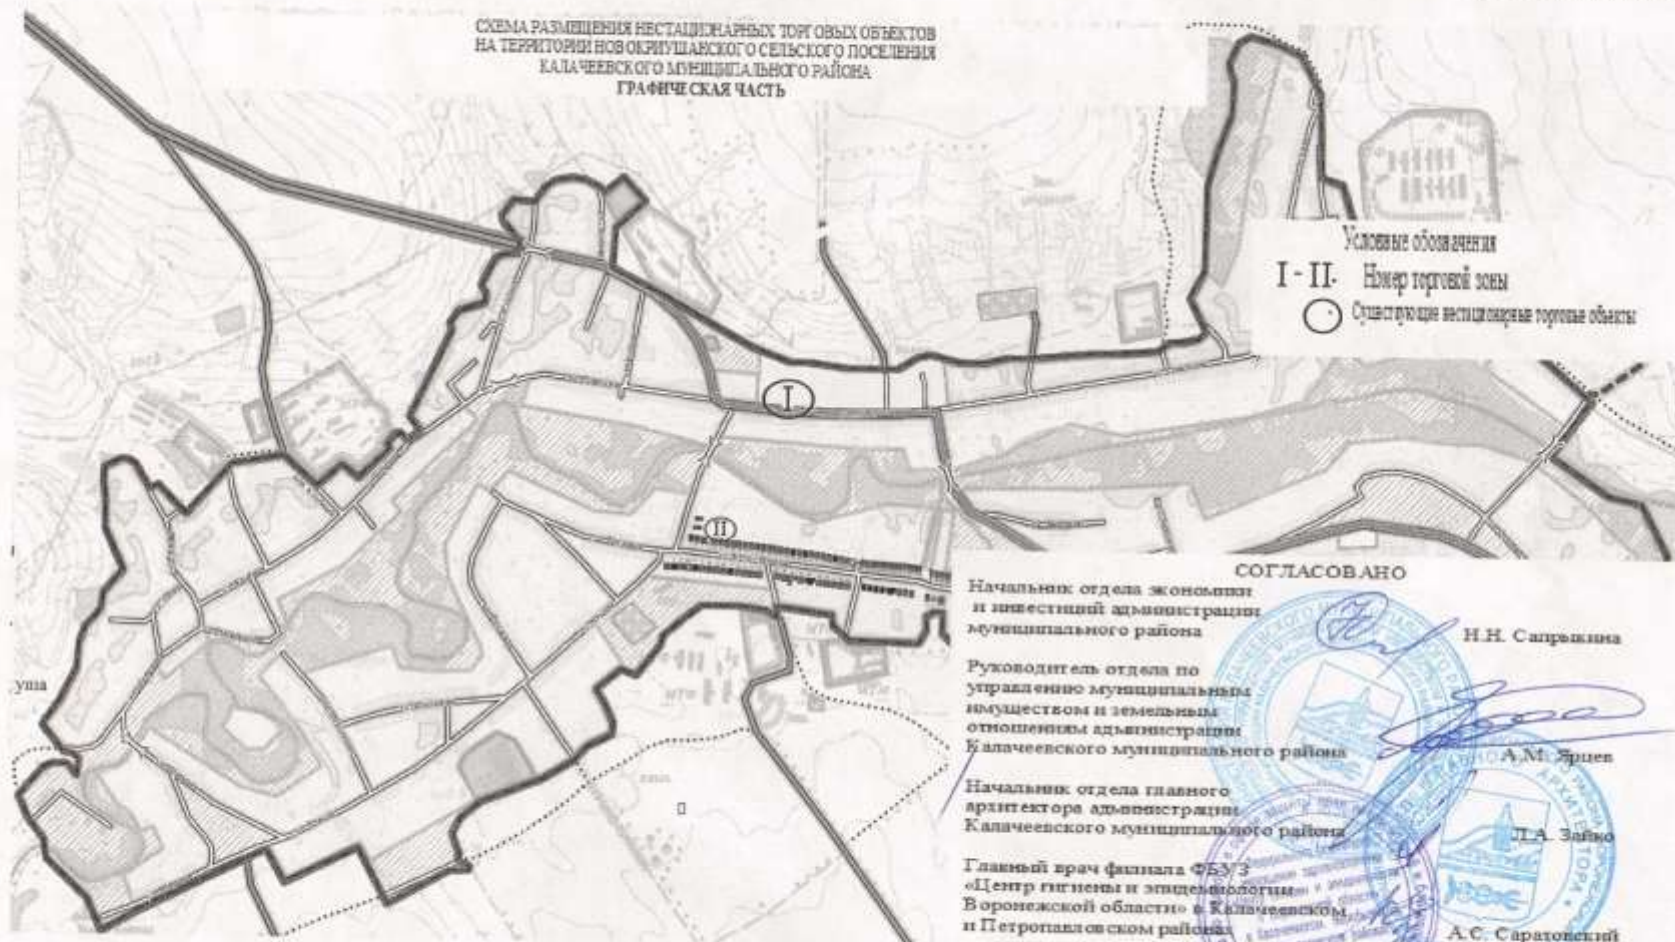 СХЕМА РАЗМЕЩЕНИЯ НЕСТАЦИОНАРНЫХ ТОРГОВЫХ ОБЪЕКТОВ
НА ТЕРРИТОРИИ НОВОКРИУШАНСКОГО СЕЛЬСКОГО ПОСЕЛЕНИЯ
КАЛАЧЕЕВСКОГО МУНИЦИПАЛЬНОГО РАЙОНА
ГРАФИЧЕСКАЯ ЧАСТЬ
Условные обозначения
I - II. Номер торговой зоны
Существующие нестационарные торговые объекты
I
II
уша
МТФ
МТФ
СОГЛАСОВАНО
Начальник отдела экономики
и инвестиций администрации
муниципального района
Н.Н. Сапрыкина
Руководитель отдела по
управлению муниципальным
имуществом и земельным
отношениям администрации
Калачеевского муниципального района
А.М. Ярцев
Начальник отдела главного
архитектора администрации
Калачеевского муниципального района
Л.А. Зайко
Главный врач филиала ФБУЗ
«Центр гигиены и эпидемиологии
Воронежской области» в Калачеевском
и Петропавловском районах
А.С. Саратовский